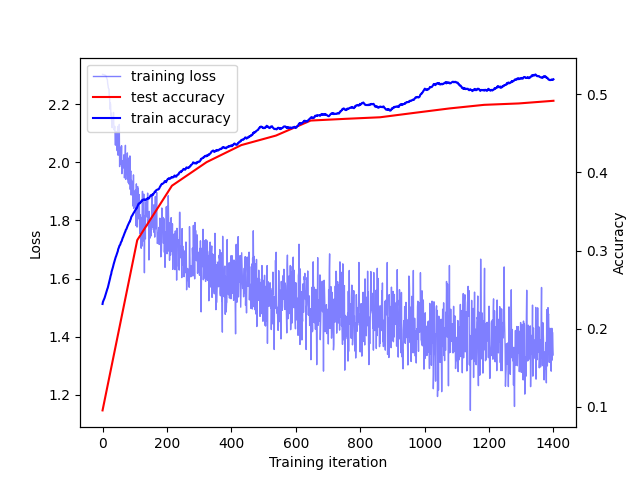 training loss
test accuracy
train accuracy
2.2
2.0
1.8
1.6
1.4
1.2
Loss
0.5
0.4
0.3
0.2
0.1
Accuracy
0 200 400 600 800 1000 1200 1400
Training iteration